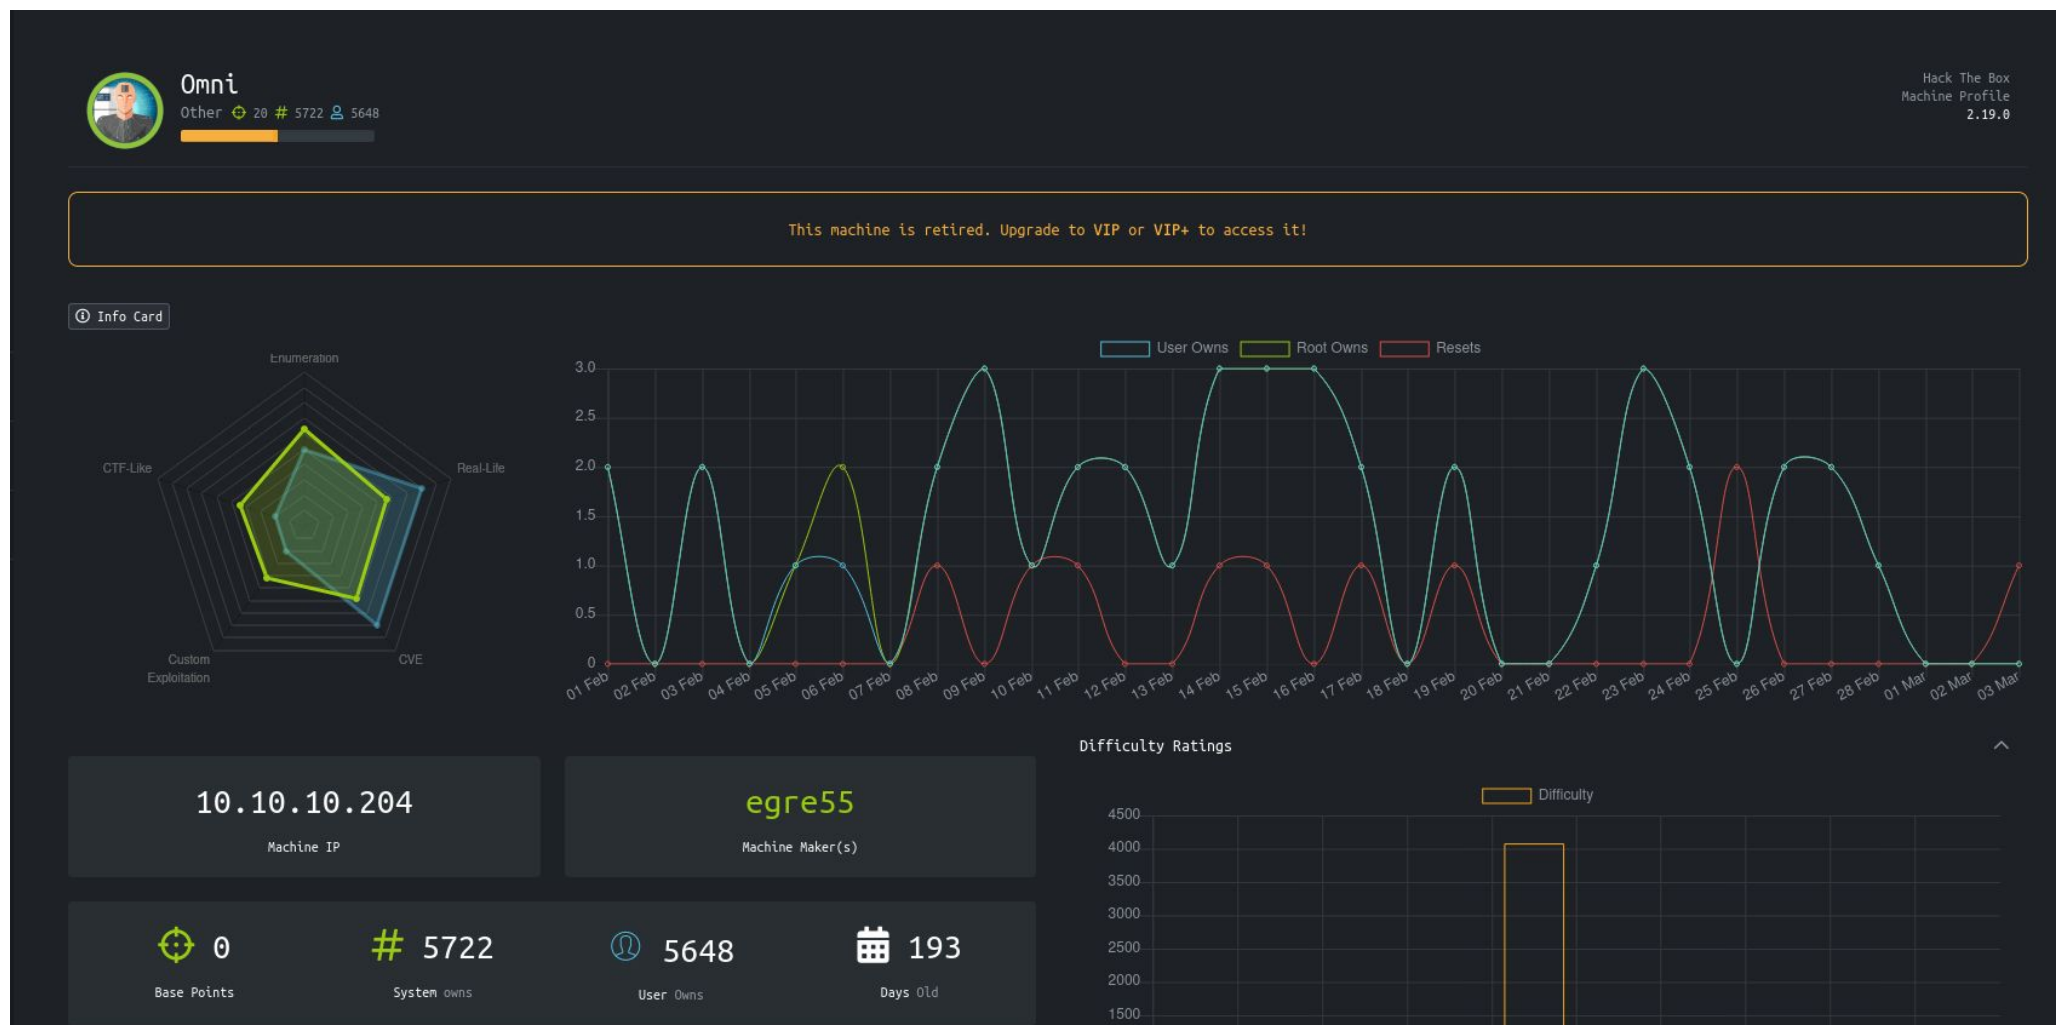 Omni
Other 20 # 5722 5648
Hack The Box
Machine Profile
2.19.0
This machine is retired. Upgrade to VIP or VIP+ to access it!
Info Card
Enumeration
CTF-Like
Real-Life
Custom
Exploitation
CVE
User Owns Root Owns Resets
3.0
2.5
2.0
1.5
1.0
0.5
0
01 Feb 02 Feb 03 Feb 04 Feb 05 Feb 06 Feb 07 Feb 08 Feb 09 Feb 10 Feb 11 Feb 12 Feb 13 Feb 14 Feb 15 Feb 16 Feb 17 Feb 18 Feb 19 Feb 20 Feb 21 Feb 22 Feb 23 Feb 24 Feb 25 Feb 26 Feb 27 Feb 28 Feb 01 Mar 02 Mar 03 Mar
10.10.10.204
Machine IP
egre55
Machine Maker(s)
0
Base Points
# 5722
System owns
5648
User Owns
193
Days Old
Difficulty Ratings
Difficulty
4500
4000
3500
3000
2500
2000
1500